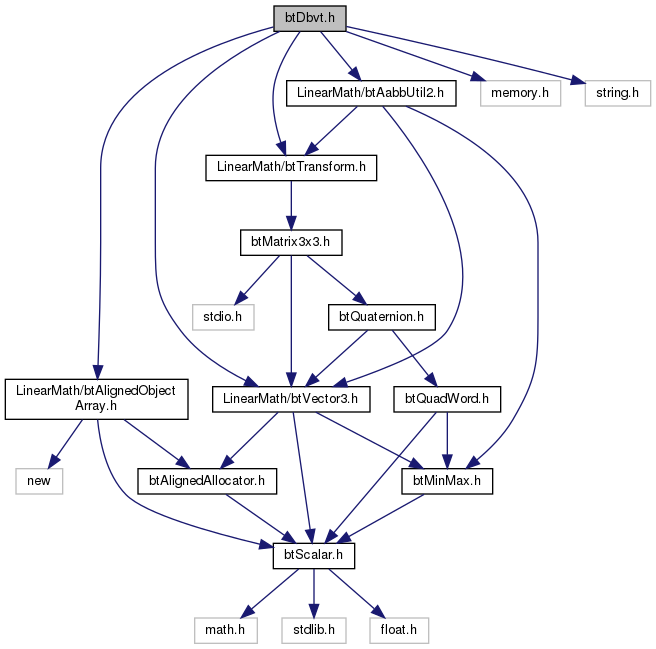 btDbvt.h
LinearMath/btAabbUtil2.h
memory.h
string.h
LinearMath/btTransform.h
btMatrix3x3.h
stdio.h
btQuaternion.h
LinearMath/btAlignedObject
Array.h
LinearMath/btVector3.h
btQuadWord.h
new
btAlignedAllocator.h
btMinMax.h
btScalar.h
math.h
stdlib.h
float.h